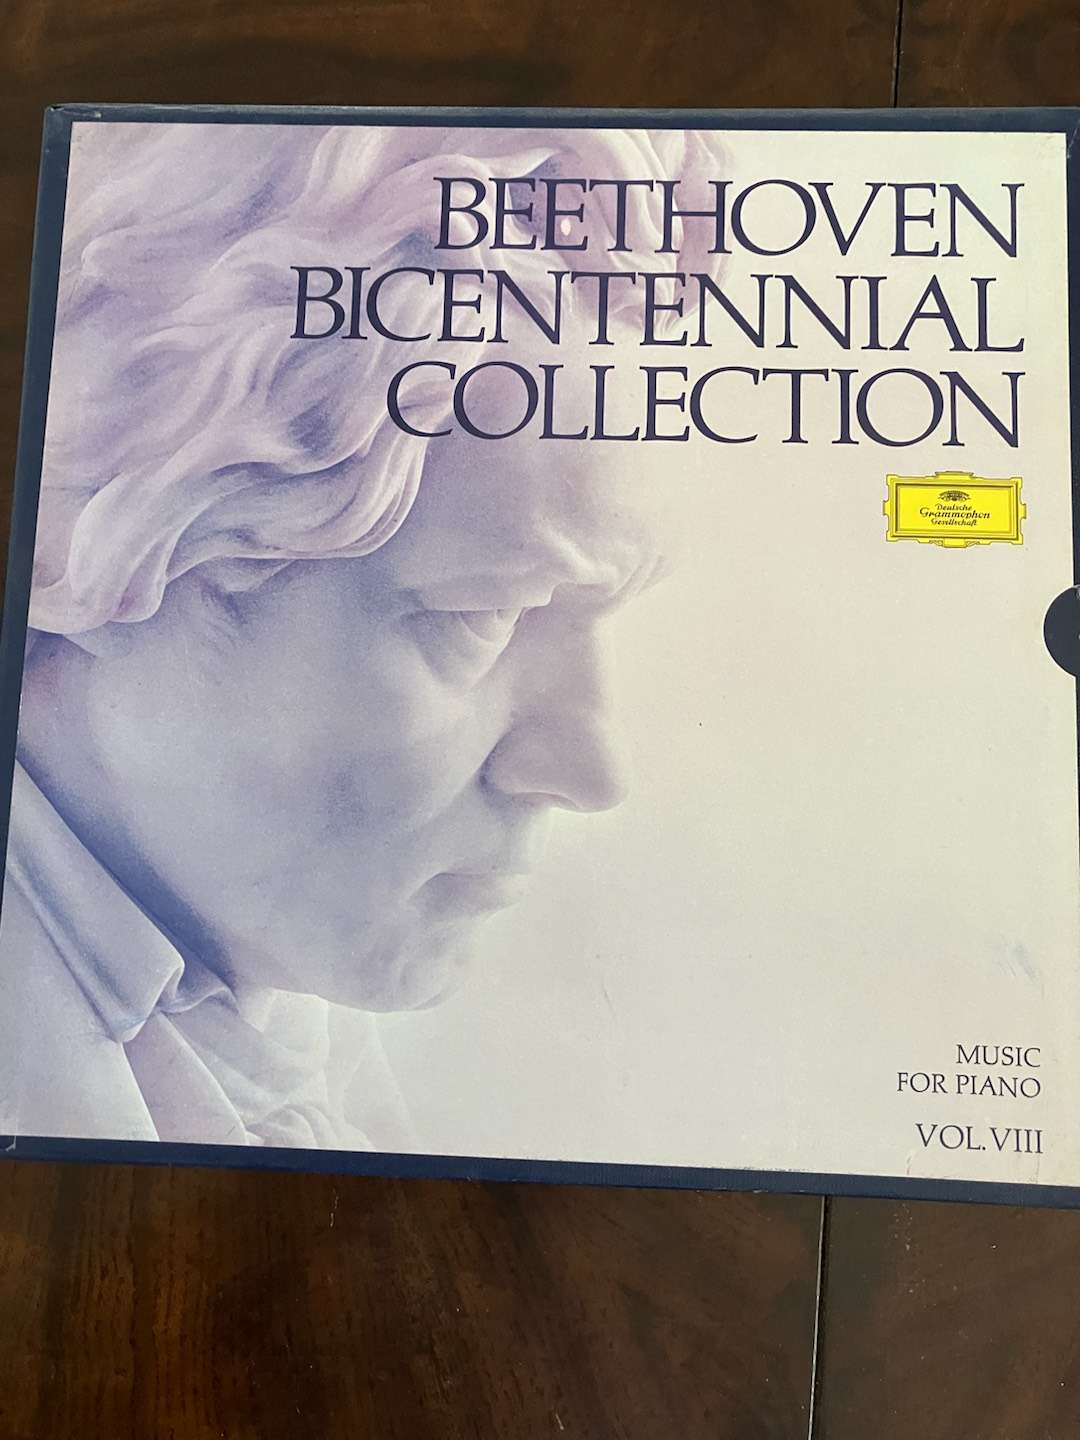 BEETHOVEN
BICENTENNIAL
COLLECTION
Deutsche
Grammophon
Gesellschaft
MUSIC
FOR PIANO
VOL.VIII